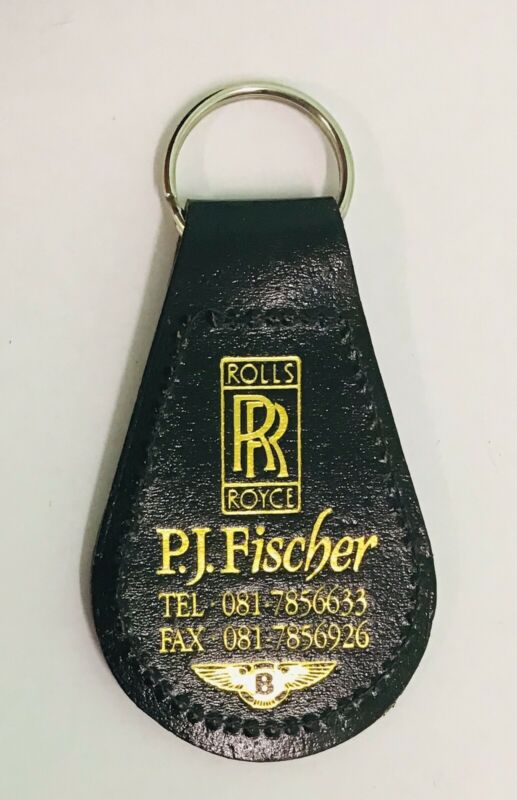 ROLLS
RR
ROYCE
P.J.Fischer
TEL · 081·7856633
FAX · 081·7856926
B